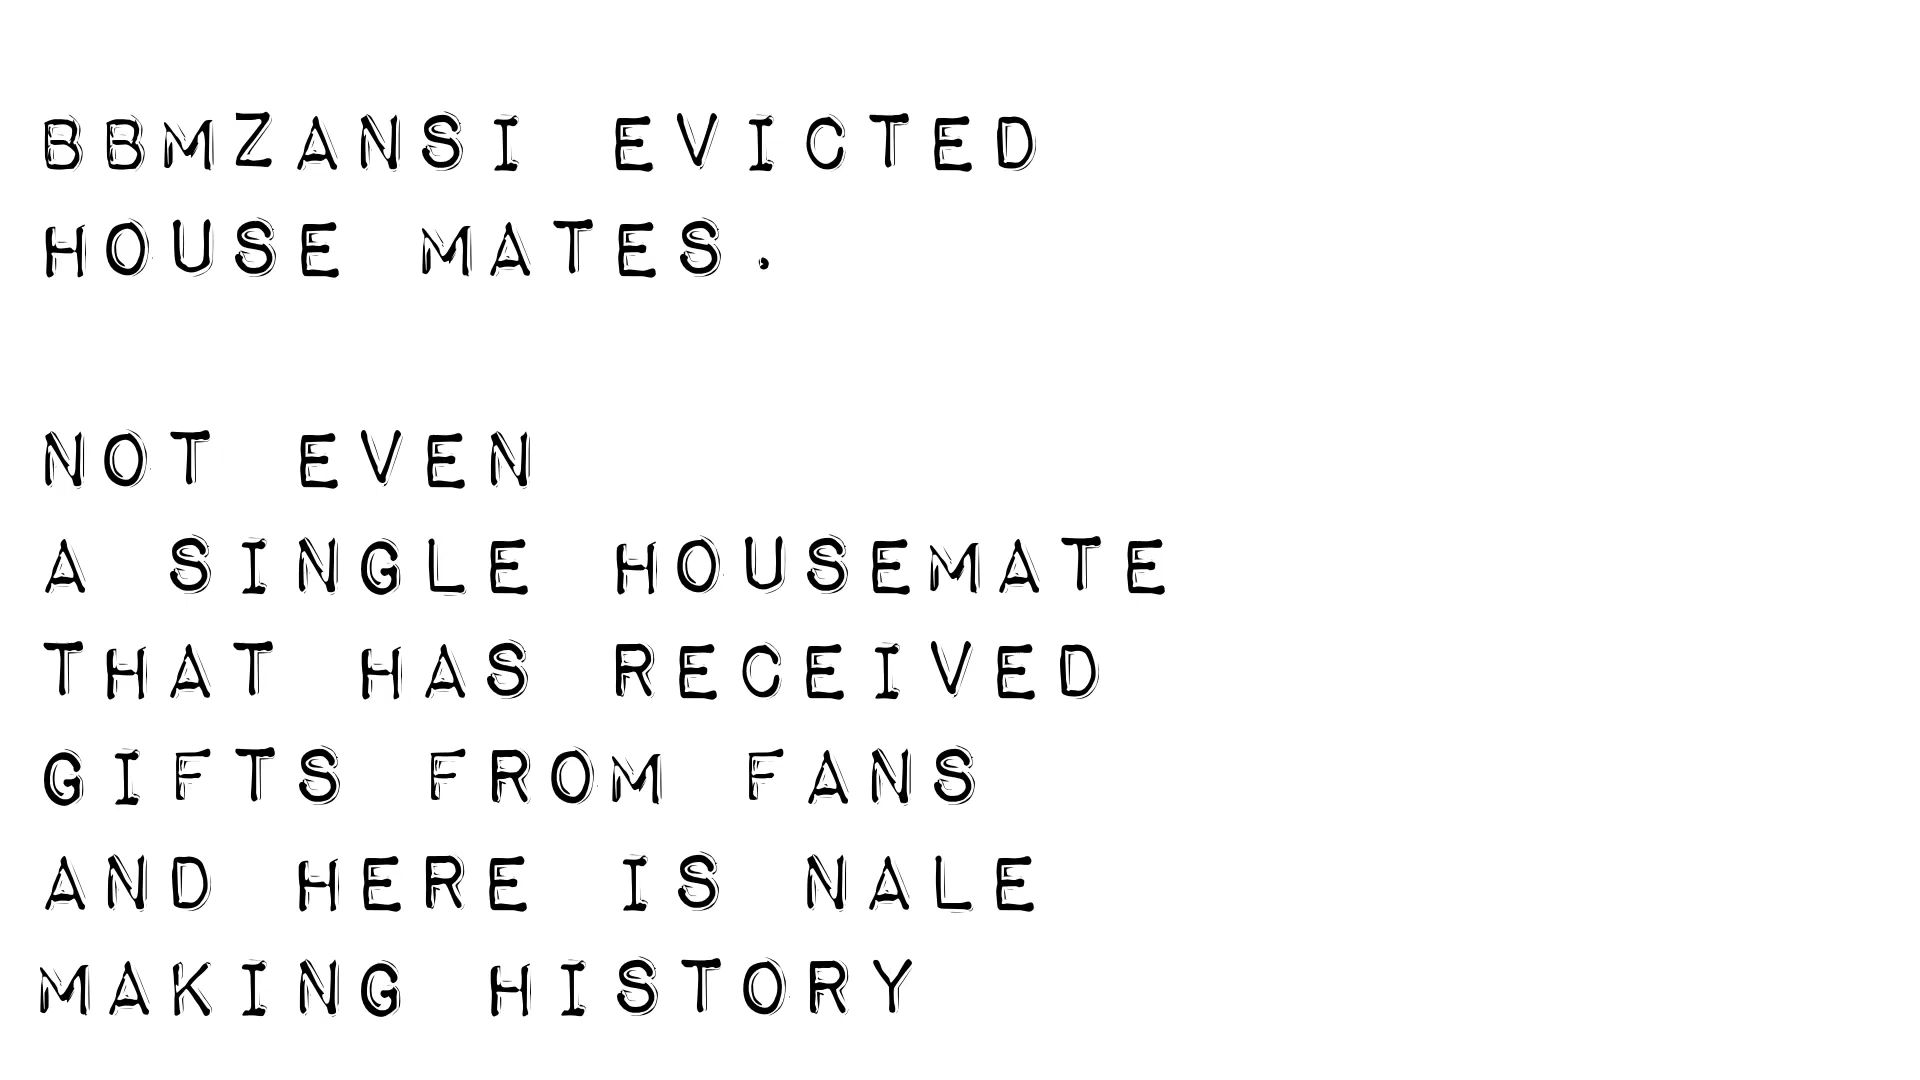 BBMZANSI EVICTED
HOUSE MATES.
NOT EVEN
A SINGLE HOUSEMATE
THAT HAS RECEIVED
GIFTS FROM FANS
AND HERE IS NALE
MAKING HISTORY